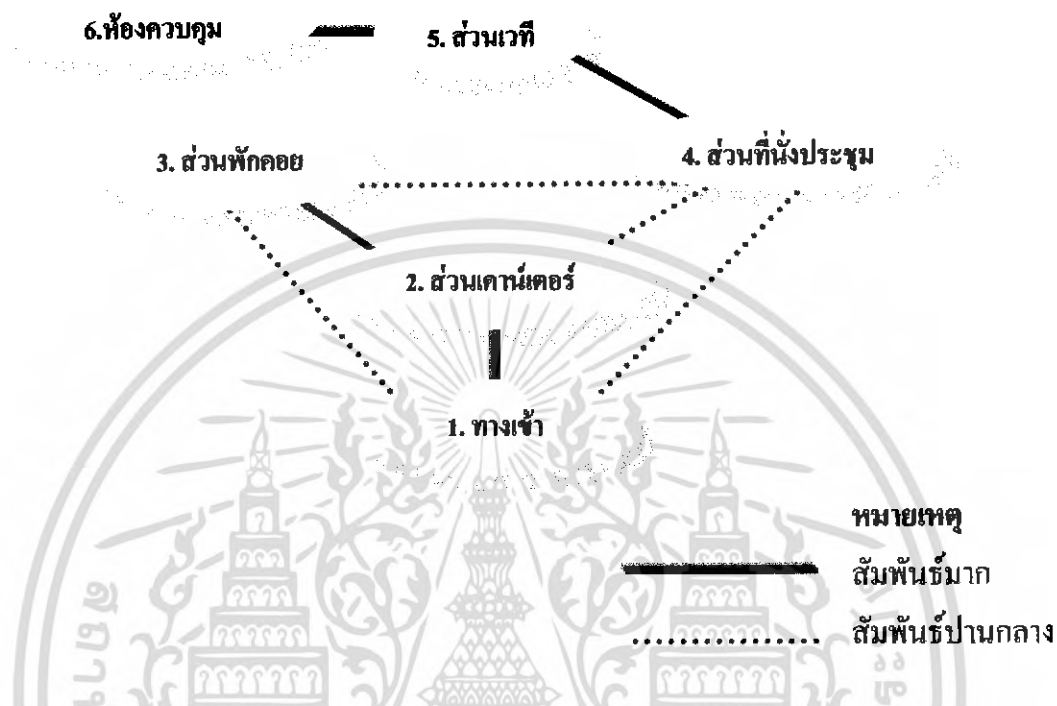 6.ห้องควบคุม
5. ส่วนเวที
3. ส่วนพักคอย
4. ส่วนที่นั่งประชุม
2. ส่วนเคาน์เตอร์
1. ทางเข้า
หมายเหตุ
สัมพันธ์มาก
สัมพันธ์ปานกลาง